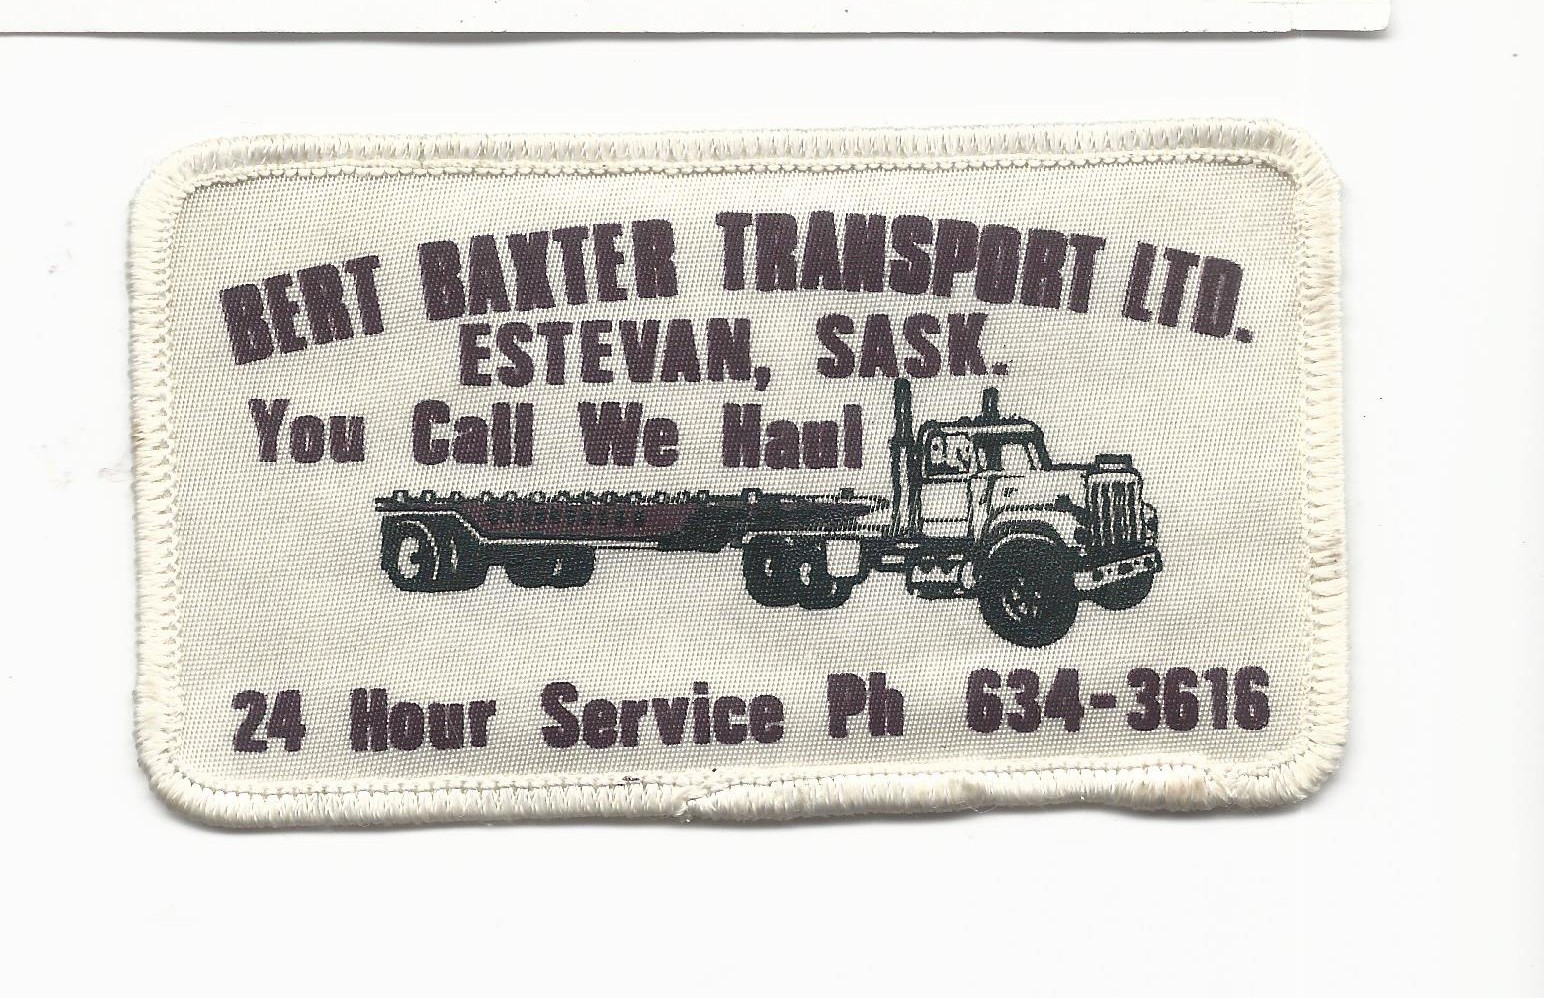 BERT BAXTER TRANSPORT LTD.
ESTEVAN, SASK.
You Call We Haul
24 Hour Service Ph 634-3616